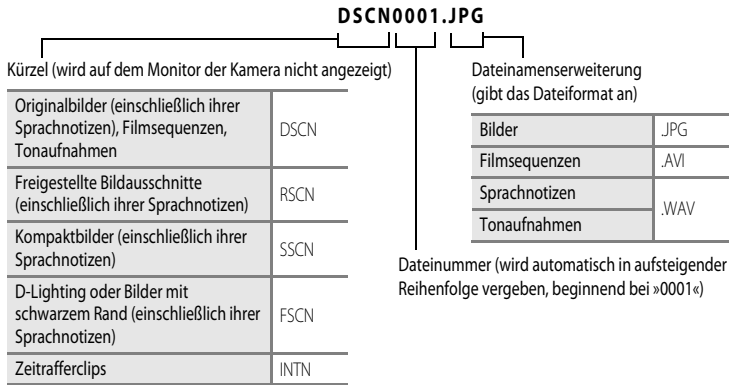 DSCN0001.JPG
Kürzel (wird auf dem Monitor der Kamera nicht angezeigt)
Originalbilder (einschließlich ihrer
Sprachnotizen), Filmsequenzen,
Tonaufnahmen
DSCN
Freigestellte Bildausschnitte
(einschließlich ihrer Sprachnotizen)
RSCN
Kompaktbilder (einschließlich ihrer
Sprachnotizen)
SSCN
D-Lighting oder Bilder mit
schwarzem Rand (einschließlich ihrer
Sprachnotizen)
FSCN
Zeitrafferclips
INTN
Dateinamenserweiterung
(gibt das Dateiformat an)
Bilder
.JPG
Filmsequenzen
.AVI
Sprachnotizen
Tonaufnahmen
.WAV
Dateinummer (wird automatisch in aufsteigender
Reihenfolge vergeben, beginnend bei »0001«)